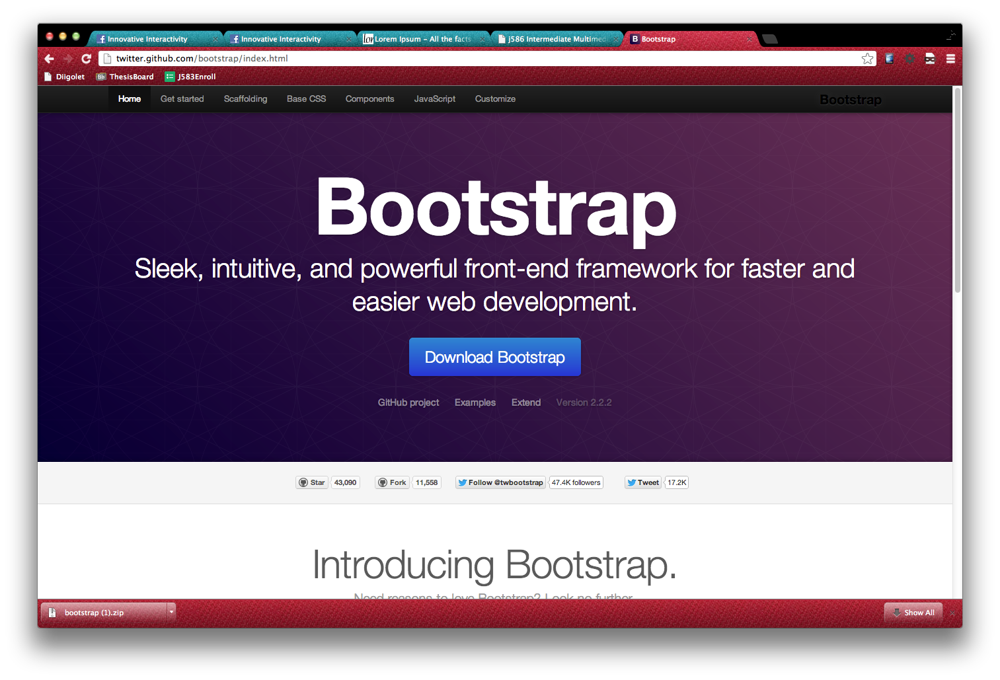 Innovative Interactivity
Innovative Interactivity
Lorem Ipsum – All the facts
J586 Intermediate Multimed
Bootstrap
twitter.github.com/bootstrap/index.html
Diigolet
ThesisBoard
J583Enroll
Home
Get started
Scaffolding
Base CSS
Components
JavaScript
Customize
Bootstrap
Bootstrap
Sleek, intuitive, and powerful front-end framework for faster and
easier web development.
Download Bootstrap
GitHub project
Examples
Extend
Version 2.2.2
Star
43,090
Fork
11,558
Follow @twbootstrap
47.4K followers
Tweet
17.2K
Introducing Bootstrap.
Need reasons to love Bootstrap? Look no further.
bootstrap (1).zip
Show All